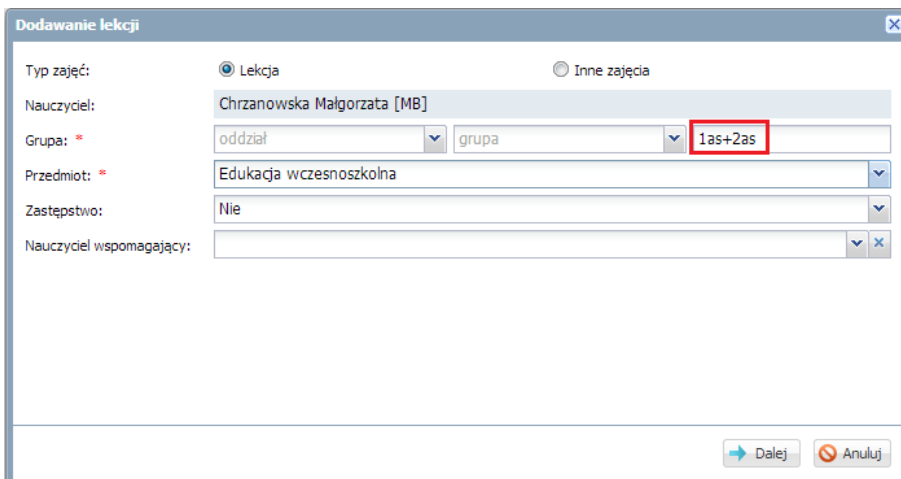 Dodawanie lekcji
Typ zajęć: Lekcja Inne zajęcia
Nauczyciel: Chrzanowska Małgorzata [MB]
Grupa: * oddział grupa 1as+2as
Przedmiot: * Edukacja wczesnoszkolna
Zastępstwo: Nie
Nauczyciel wspomagający:
Dalej Anuluj